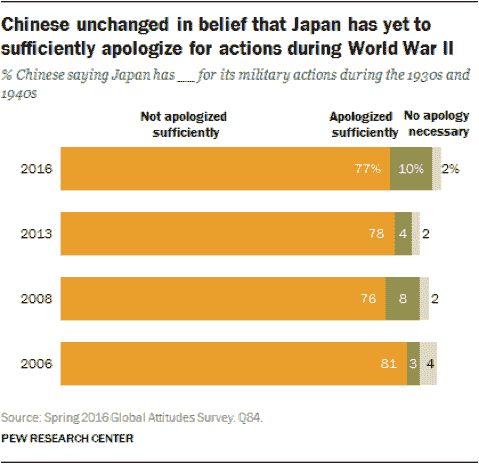 Chinese unchanged in belief that Japan has yet to
sufficiently apologize for actions during World War II
% Chinese saying Japan has ___ for its military actions during the 1930s and
1940s
Not apologized
sufficiently
Apologized
sufficiently
No apology
necessary
2016 77% 10% 2%
2013 78 4 2
2008 76 8 2
2006 81 3 4
Source: Spring 2016 Global Attitudes Survey. Q84.
PEW RESEARCH CENTER